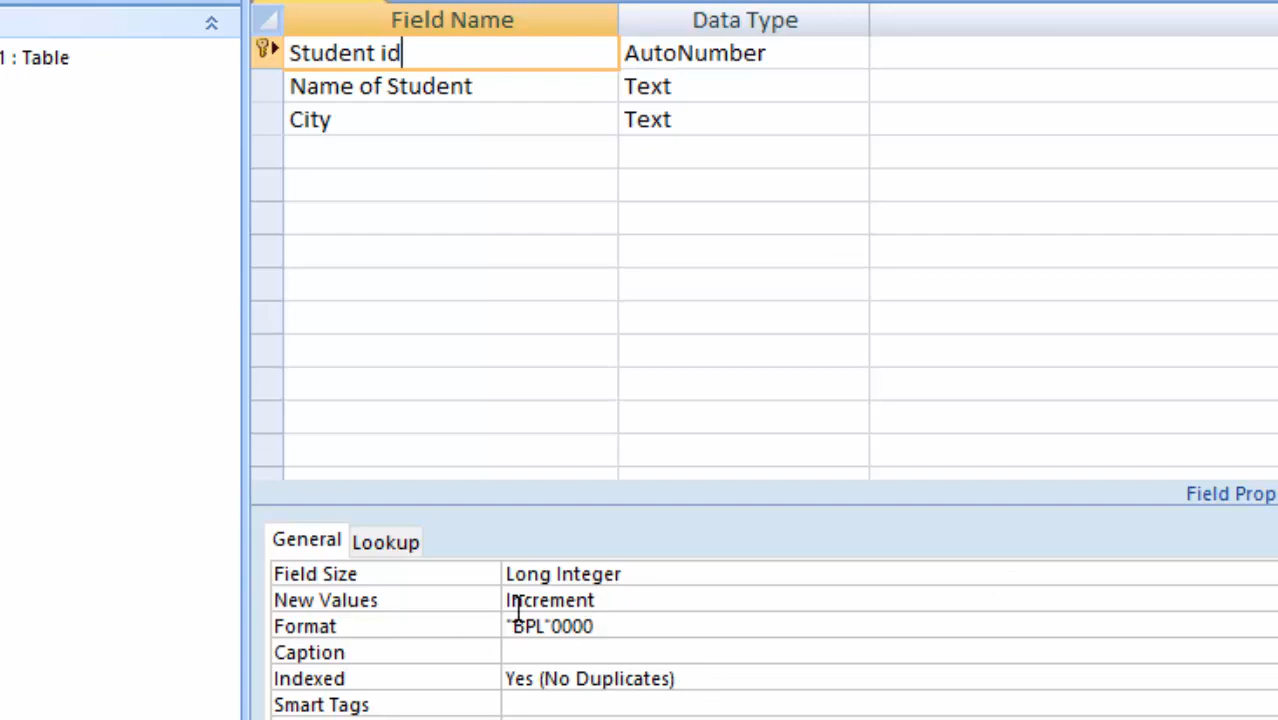 Field Name Data Type
1 : Table
Student id AutoNumber
Name of Student Text
City Text
Field Prop
General Lookup
Field Size Long Integer
New Values Increment
Format "BPL"0000
Caption
Indexed Yes (No Duplicates)
Smart Tags